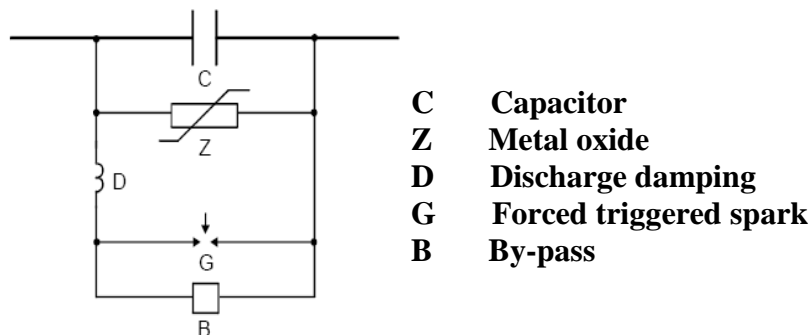 C
Z
D
G
B
C Capacitor
Z Metal oxide
D Discharge damping
G Forced triggered spark
B By-pass